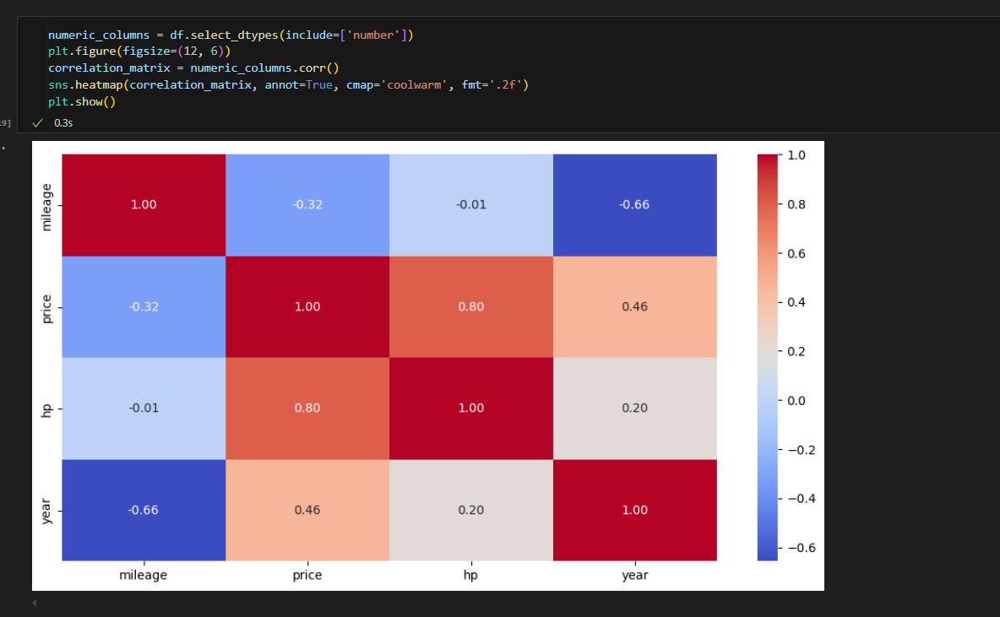 numeric_columns = df.select_dtypes(include=['number'])
plt.figure(figsize=(12, 6))
correlation_matrix = numeric_columns.corr()
sns.heatmap(correlation_matrix, annot=True, cmap='coolwarm', fmt='.2f')
plt.show()
9]
✓ 0.3s
mileage 1.00 -0.32 -0.01 -0.66
price -0.32 1.00 0.80 0.46
hp -0.01 0.80 1.00 0.20
year -0.66 0.46 0.20 1.00
mileage price hp year
1.0
0.8
0.6
0.4
0.2
0.0
−0.2
−0.4
−0.6